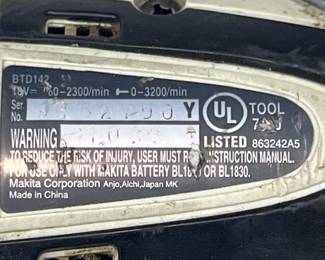 BTD142
18V⎓ 60-2300/min 0-3200/min
Ser. No. Y
WARNING
TO REDUCE THE RISK OF INJURY, USER MUST INSTRUCTION MANUAL.
FOR USE ONLY WITH MAKITA BATTERY OR BL1830.
Makita Corporation Anjo, Aichi, Japan MK
Made in China
UL
LISTED
TOOL
863242A5